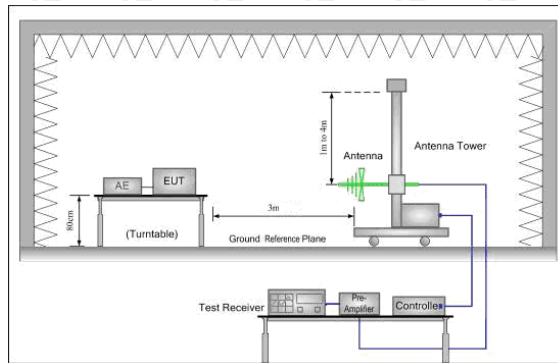 1m to 4m
Antenna
Antenna Tower
AE
EUT
80cm
(Turntable)
3m
Ground Reference Plane
Test Receiver
Pre-
Amplifier
Controller